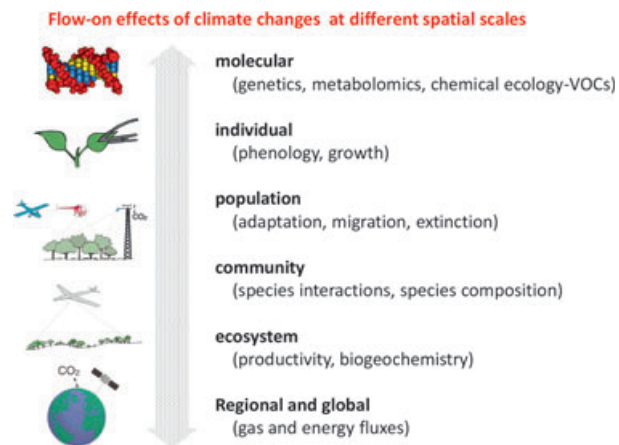 Flow-on effects of climate changes at different spatial scales
molecular
(genetics, metabolomics, chemical ecology-VOCs)
individual
(phenology, growth)
population
(adaptation, migration, extinction)
CO₂
community
(species interactions, species composition)
ecosystem
(productivity, biogeochemistry)
CO₂
Regional and global
(gas and energy fluxes)